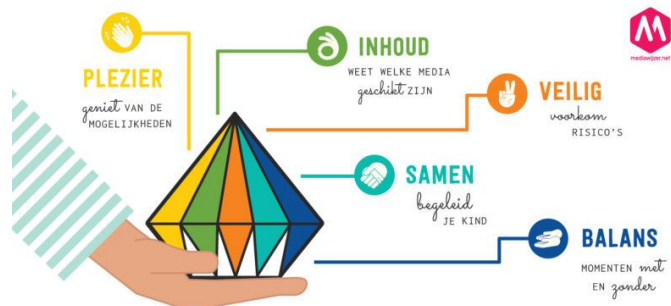 PLEZIER
geniet VAN DE
MOGELIJKHEDEN
INHOUD
WEET WELKE MEDIA
geschikt ZIJN
mediawijzer.net
VEILIG
voorkom
RISICO'S
SAMEN
begeleid
JE KIND
BALANS
MOMENTEN met
EN zonder